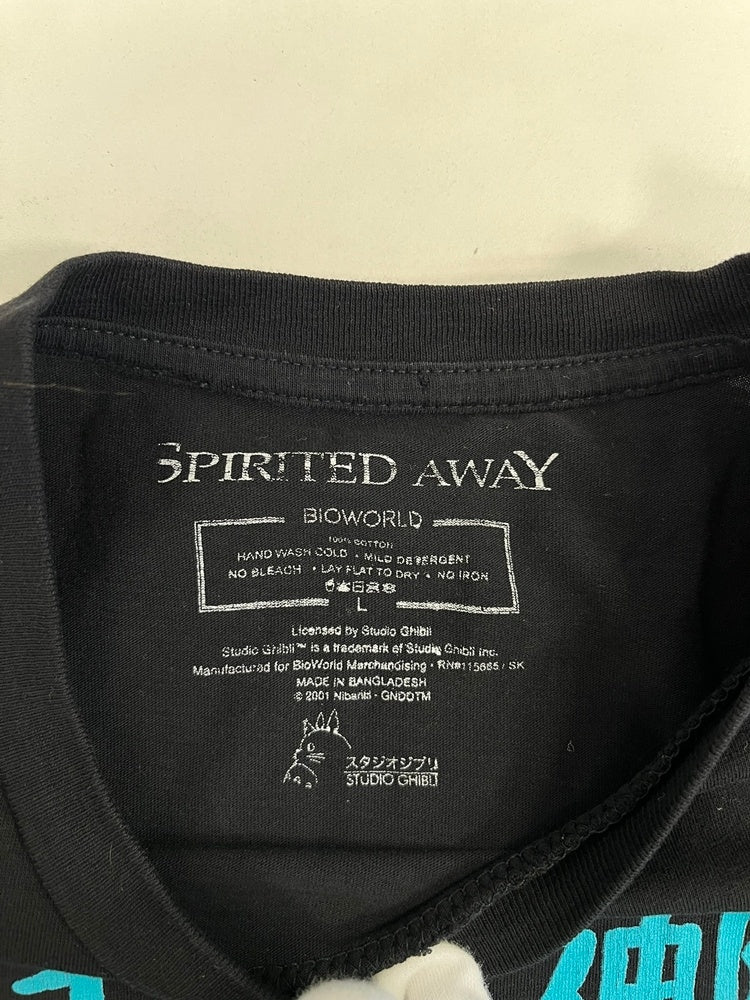 SPIRITED AWAY
BIOWORLD
100% COTTON
HAND WASH COLD • MILD DETERGENT
NO BLEACH • LAY FLAT TO DRY • NO IRON
L
Licensed by Studio Ghibli
Studio Ghibli™ is a trademark of Studio Ghibli Inc.
Manufactured for BioWorld Merchandising • RN#115665 / SK
MADE IN BANGLADESH
© 2001 Nibariki - GNDDTM
スタジオジブリ
STUDIO GHIBLI
神